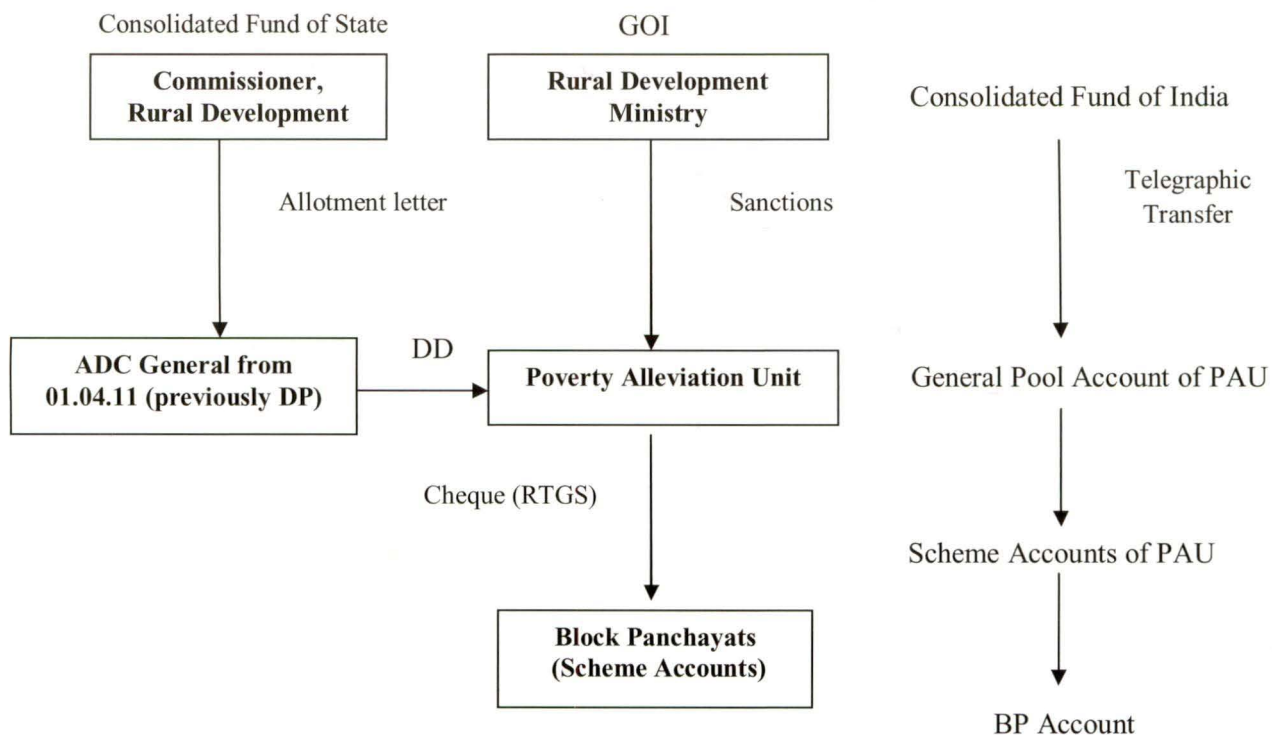 Consolidated Fund of State
GOI
Commissioner,
Rural Development
Rural Development
Ministry
Consolidated Fund of India
Allotment letter
Sanctions
Telegraphic
Transfer
ADC General from
01.04.11 (previously DP)
DD
Poverty Alleviation Unit
General Pool Account of PAU
Cheque (RTGS)
Scheme Accounts of PAU
Block Panchayats
(Scheme Accounts)
BP Account